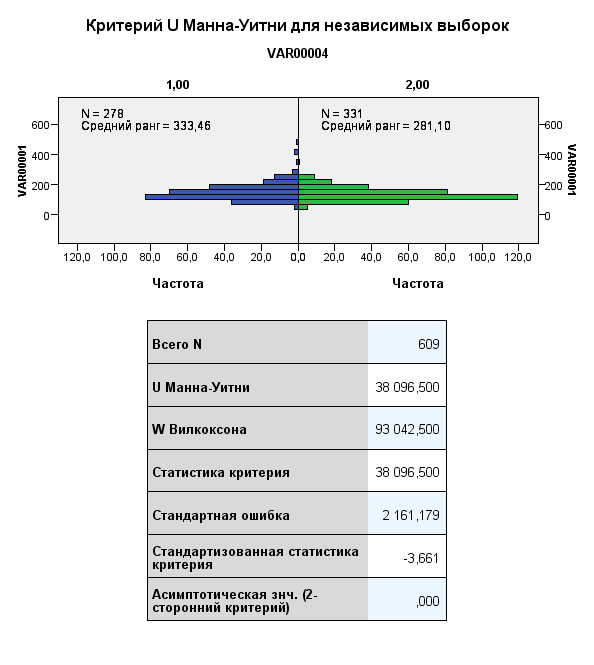 Критерий U Манна-Уитни для независимых выборок
VAR00004
1,00 2,00
N = 278
Средний ранг = 333,46
N = 331
Средний ранг = 281,10
VAR00001
600
400
200
0
600
400
200
0
VAR00001
120,0 100,0 80,0 60,0 40,0 20,0 0,0 20,0 40,0 60,0 80,0 100,0 120,0
Частота Частота
Всего N 609
U Манна-Уитни 38 096,500
W Вилкоксона 93 042,500
Статистика критерия 38 096,500
Стандартная ошибка 2 161,179
Стандартизованная статистика
критерия -3,661
Асимптотическая знч. (2-
сторонний критерий) ,000